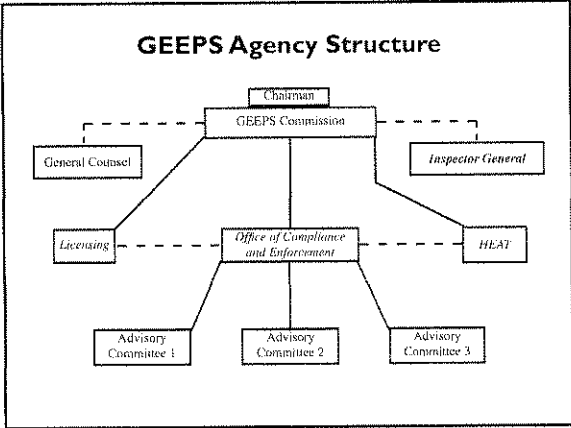 GEEPS Agency Structure
Chairman
GEEPS Commission
General Counsel
Inspector General
Licensing
Office of Compliance
and Enforcement
HEAT
Advisory
Committee 1
Advisory
Committee 2
Advisory
Committee 3